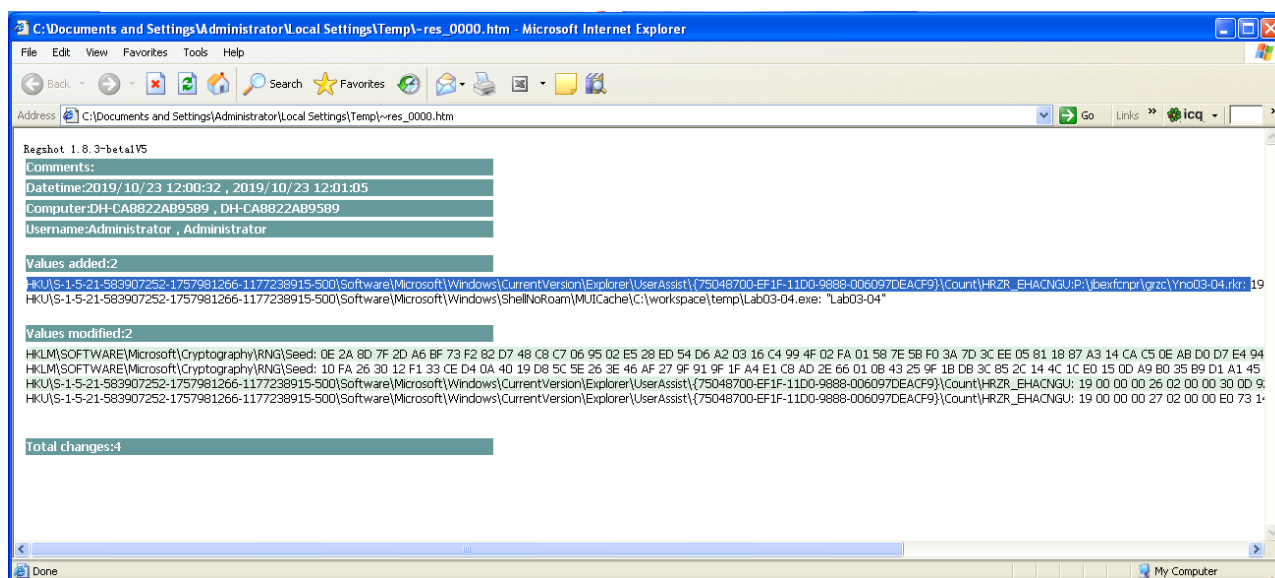 C:\Documents and Settings\Administrator\Local Settings\Temp\~res_0000.htm - Microsoft Internet Explorer
File Edit View Favorites Tools Help
Back Search Favorites
Address C:\Documents and Settings\Administrator\Local Settings\Temp\~res_0000.htm Go Links » icq
Regshot 1.8.3-beta1V5
Comments:
Datetime:2019/10/23 12:00:32 , 2019/10/23 12:01:05
Computer:DH-CA8822AB9589 , DH-CA8822AB9589
Username:Administrator , Administrator
Values added:2
HKU\S-1-5-21-583907252-1757981266-1177238915-500\Software\Microsoft\Windows\CurrentVersion\Explorer\UserAssist\{75048700-EF1F-11D0-9888-006097DEACF9}\Count\HRZR_EHACNGU:P:\jbexfcnpr\grzc\Yno03-04.rkr: 19
HKU\S-1-5-21-583907252-1757981266-1177238915-500\Software\Microsoft\Windows\ShellNoRoam\MUICache\C:\workspace\temp\Lab03-04.exe: "Lab03-04"
Values modified:2
HKLM\SOFTWARE\Microsoft\Cryptography\RNG\Seed: 0E 2A 8D 7F 2D A6 BF 73 F2 82 D7 48 C8 C7 06 95 02 E5 28 ED 54 D6 A2 03 16 C4 99 4F 02 FA 01 58 7E 5B F0 3A 7D 3C EE 05 81 18 87 A3 14 CA C5 0E AB D0 D7 E4 94
HKLM\SOFTWARE\Microsoft\Cryptography\RNG\Seed: 10 FA 26 30 12 F1 33 CE D4 0A 40 19 D8 5C 5E 26 3E 46 AF 27 9F 91 9F 1F A4 E1 C8 AD 2E 66 01 0B 43 25 9F 1B DB 3C 85 2C 14 4C 1C E0 15 0D A9 B0 35 B9 D1 A1 45
HKU\S-1-5-21-583907252-1757981266-1177238915-500\Software\Microsoft\Windows\CurrentVersion\Explorer\UserAssist\{75048700-EF1F-11D0-9888-006097DEACF9}\Count\HRZR_EHACNGU: 19 00 00 00 26 02 00 00 30 0D
HKU\S-1-5-21-583907252-1757981266-1177238915-500\Software\Microsoft\Windows\CurrentVersion\Explorer\UserAssist\{75048700-EF1F-11D0-9888-006097DEACF9}\Count\HRZR_EHACNGU: 19 00 00 00 27 02 00 00 E0 73
Total changes:4
Done My Computer